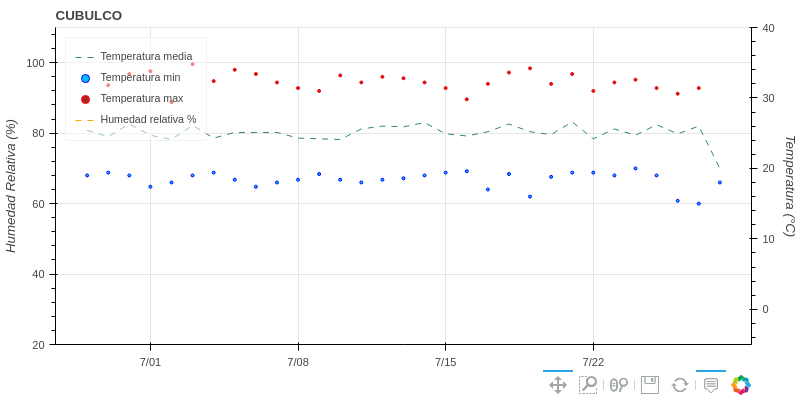 CUBULCO
Temperatura media
Temperatura min
Temperatura max
Humedad relativa %
Humedad Relativa (%)
100
80
60
40
20
Temperatura (°C)
40
30
20
10
0
7/01
7/08
7/15
7/22